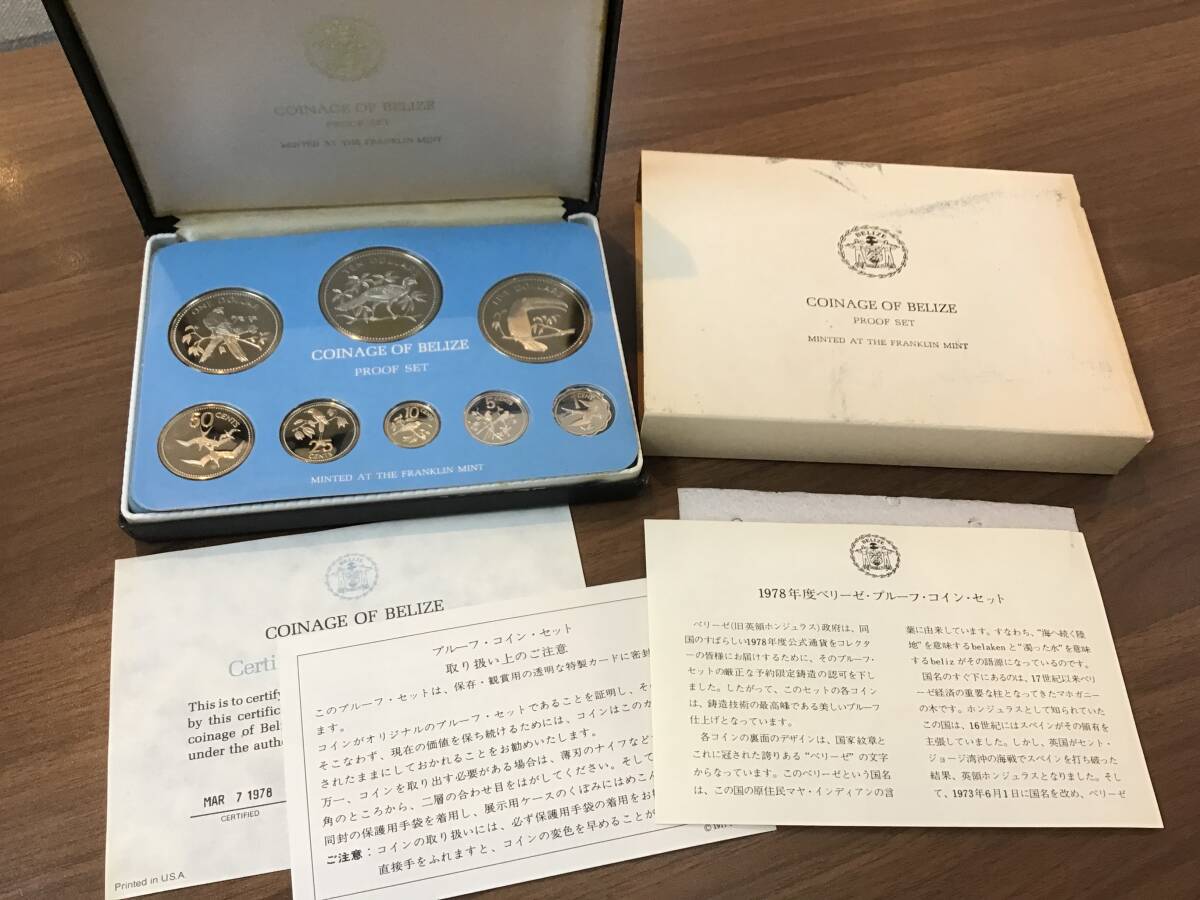 COINAGE OF BELIZE
PROOF SET
MINTED AT THE FRANKLIN MINT
ONE DOLLAR
TEN DOLLARS
COINAGE OF BELIZE
PROOF SET
50 CENTS
25 CENTS
10
5
MINTED AT THE FRANKLIN MINT
BELIZE
COINAGE OF BELIZE
PROOF SET
MINTED AT THE FRANKLIN MINT
COINAGE OF BELIZE
Certi
This is to certify
by this certific
coinage of Bel
under the autho
MAR 7 1978
CERTIFIED
Printed in U.S.A.
プルーフ・コイン・セット
取り扱い上のご注意
このプルーフ・セットは、保存・観賞用の透明な特製カードに密封
ます。
コインがオリジナルのプルーフ・セットであることを証明し、そ
そこなわず、現在の価値を保ち続けるためには、コインはこのカ
されたままにしておかれることをお勧めいたします。
万一、コインを取り出す必要がある場合は、薄刃のナイフなど
角のところから、二層の合わせ目をはがしてください。そして
同封の保護用手袋を着用し、展示用ケースのくぼみにはめこん
ご注意：コインの取り扱いには、必ず保護用手袋の着用をお
直接手をふれますと、コインの変色を早めることが
BELIZE
1978年度ベリーゼ・プルーフ・コイン・セット
ベリーゼ(旧英領ホンジュラス)政府は、同
国のすばらしい1978年度公式通貨をコレクタ
ーの皆様にお届けするために、そのプルーフ・
セットの厳正な予約限定鋳造の認可を下し
ました。したがって、このセットの各コイン
は、鋳造技術の最高峰である美しいプルーフ
仕上げとなっています。
各コインの裏面のデザインは、国家紋章と
これに冠された誇りある“ベリーゼ”の文字
からなっています。このベリーゼという国名
は、この国の原住民マヤ・インディアンの言
葉に由来しています。すなわち、“海へ続く陸
地”を意味するbelakenと“濁った水”を意味
するbelizがその語源になっているのです。
国名のすぐ下にあるのは、17世紀以来ベリ
ーゼ経済の重要な柱となってきたマホガニー
の木です。ホンジュラスとして知られていた
この国は、16世紀にはスペインがその領有を
主張していました。しかし、英国がセント・
ジョージ湾沖の海戦でスペインを打ち破った
結果、英領ホンジュラスとなりました。そし
て、1973年6月1日に国名を改め、ベリーゼ